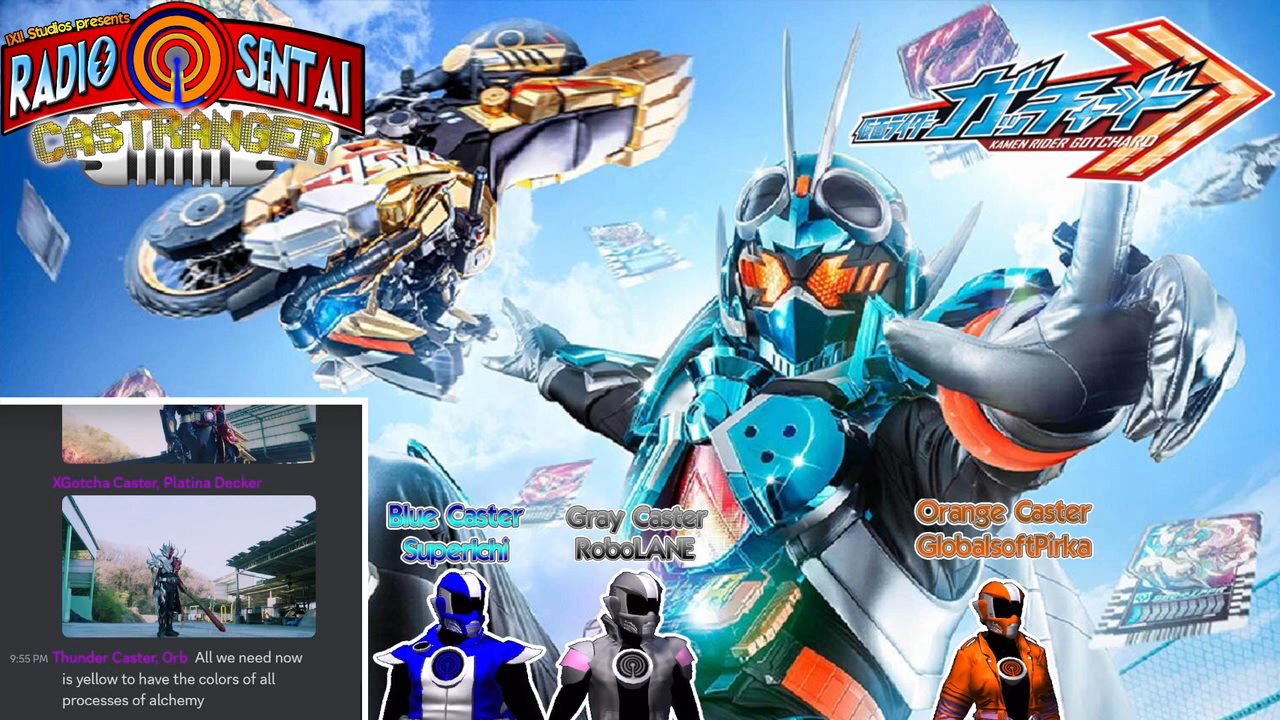 IXII Studios presents
RADIO SENTAI
CASTRANGER
仮面ライダー
ガッチャード
KAMEN RIDER GOTCHARD
XGotcha Caster, Platina Decker
9:55 PM Thunder Caster, Orb All we need now
is yellow to have the colors of all
processes of alchemy
Blue Caster
SuperIchi
Gray Caster
RoboLANE
Orange Caster
GlobalsoftPirka